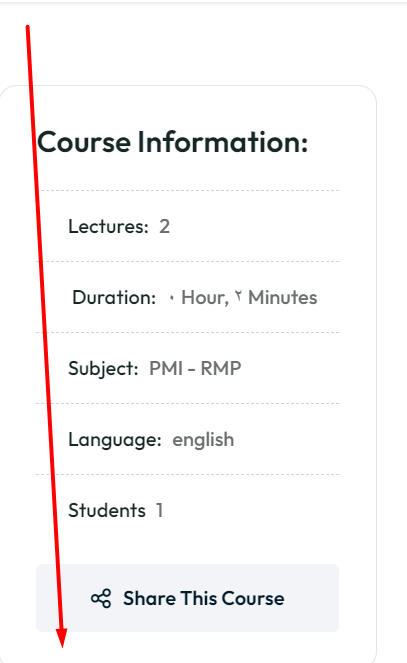 Course Information:
Lectures: 2
Duration: ٠ Hour, ٢ Minutes
Subject: PMI - RMP
Language: english
Students 1
Share This Course